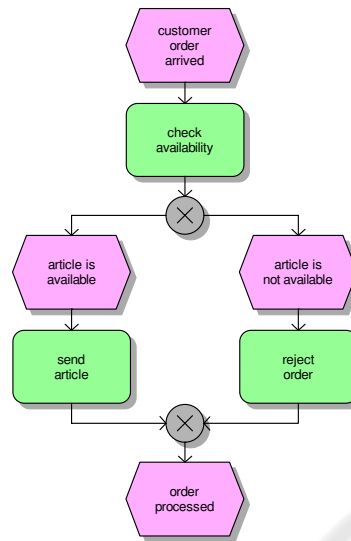 customer
order
arrived
check
availability
article is
available
article is
not available
send
article
reject
order
order
processed